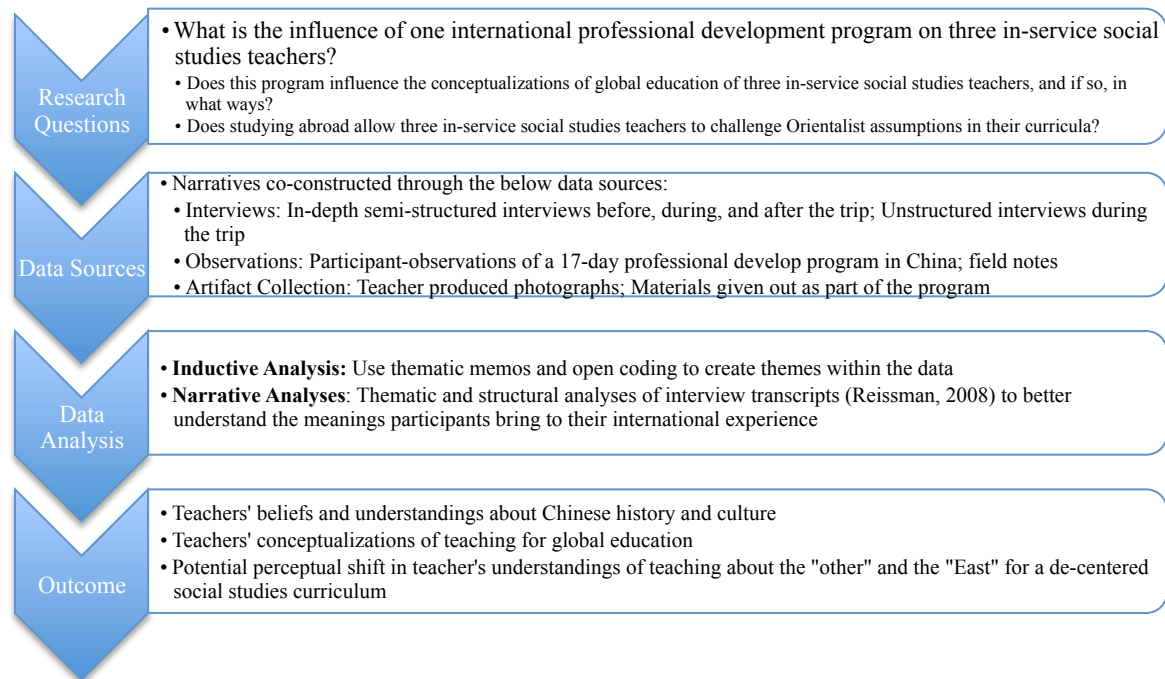 Research
Questions
• What is the influence of one international professional development program on three in-service social
studies teachers?
• Does this program influence the conceptualizations of global education of three in-service social studies teachers, and if so, in
what ways?
• Does studying abroad allow three in-service social studies teachers to challenge Orientalist assumptions in their curricula?
Data Sources
• Narratives co-constructed through the below data sources:
• Interviews: In-depth semi-structured interviews before, during, and after the trip; Unstructured interviews during
the trip
• Observations: Participant-observations of a 17-day professional develop program in China; field notes
• Artifact Collection: Teacher produced photographs; Materials given out as part of the program
Data
Analysis
• Inductive Analysis: Use thematic memos and open coding to create themes within the data
• Narrative Analyses: Thematic and structural analyses of interview transcripts (Reissman, 2008) to better
understand the meanings participants bring to their international experience
Outcome
• Teachers' beliefs and understandings about Chinese history and culture
• Teachers' conceptualizations of teaching for global education
• Potential perceptual shift in teacher's understandings of teaching about the "other" and the "East" for a de-centered
social studies curriculum